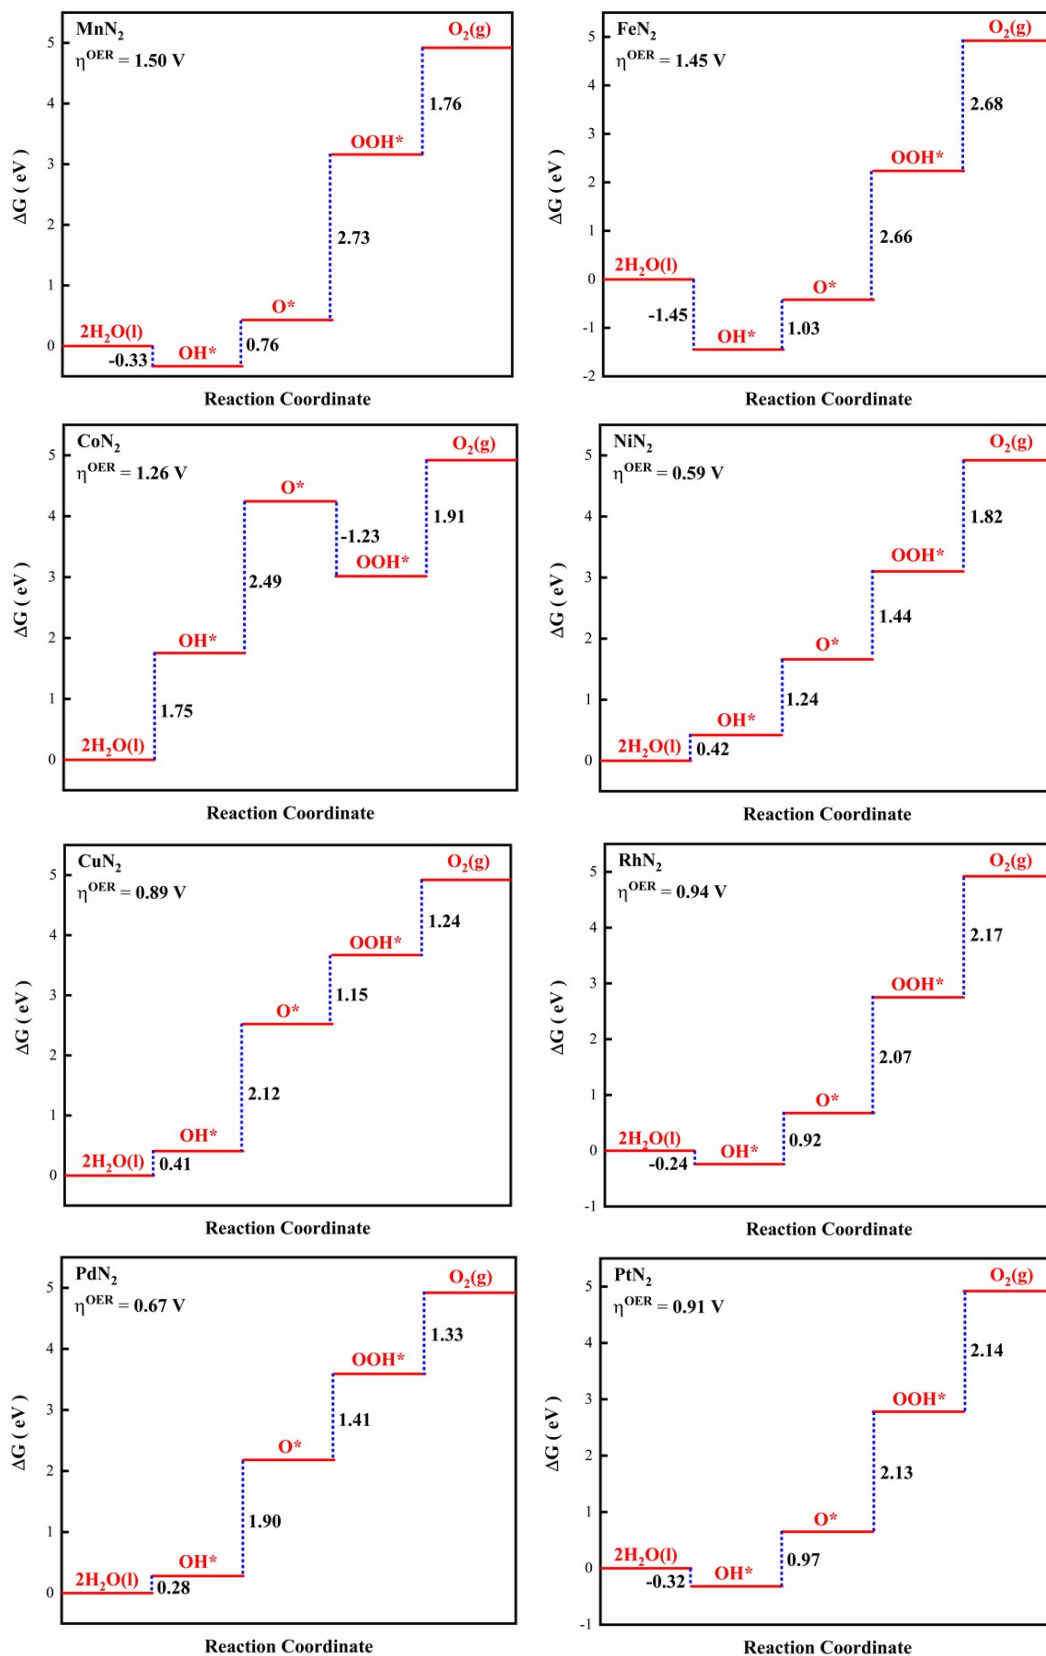 MnN₂
η^OER = 1.50 V
O₂(g)
1.76
OOH*
2.73
O*
0.76
2H₂O(l)
-0.33
OH*
5
4
3
2
1
0
ΔG ( eV )
Reaction Coordinate
FeN₂
η^OER = 1.45 V
O₂(g)
2.68
OOH*
2.66
2H₂O(l)
O*
-1.45
1.03
OH*
5
4
3
2
1
0
-1
-2
ΔG ( eV )
Reaction Coordinate
CoN₂
η^OER = 1.26 V
O₂(g)
O*
1.91
-1.23
OOH*
2.49
OH*
1.75
2H₂O(l)
5
4
3
2
1
0
ΔG ( eV )
Reaction Coordinate
NiN₂
η^OER = 0.59 V
O₂(g)
1.82
OOH*
1.44
O*
1.24
OH*
2H₂O(l)
0.42
5
4
3
2
1
0
ΔG ( eV )
Reaction Coordinate
CuN₂
η^OER = 0.89 V
O₂(g)
1.24
OOH*
1.15
O*
2.12
OH*
2H₂O(l)
0.41
5
4
3
2
1
0
ΔG ( eV )
Reaction Coordinate
RhN₂
η^OER = 0.94 V
O₂(g)
2.17
OOH*
2.07
O*
0.92
2H₂O(l)
-0.24
OH*
5
4
3
2
1
0
-1
ΔG ( eV )
Reaction Coordinate
PdN₂
η^OER = 0.67 V
O₂(g)
1.33
OOH*
1.41
O*
1.90
OH*
2H₂O(l)
0.28
5
4
3
2
1
0
ΔG ( eV )
Reaction Coordinate
PtN₂
η^OER = 0.91 V
O₂(g)
2.14
OOH*
2.13
O*
0.97
2H₂O(l)
-0.32
OH*
5
4
3
2
1
0
-1
ΔG ( eV )
Reaction Coordinate